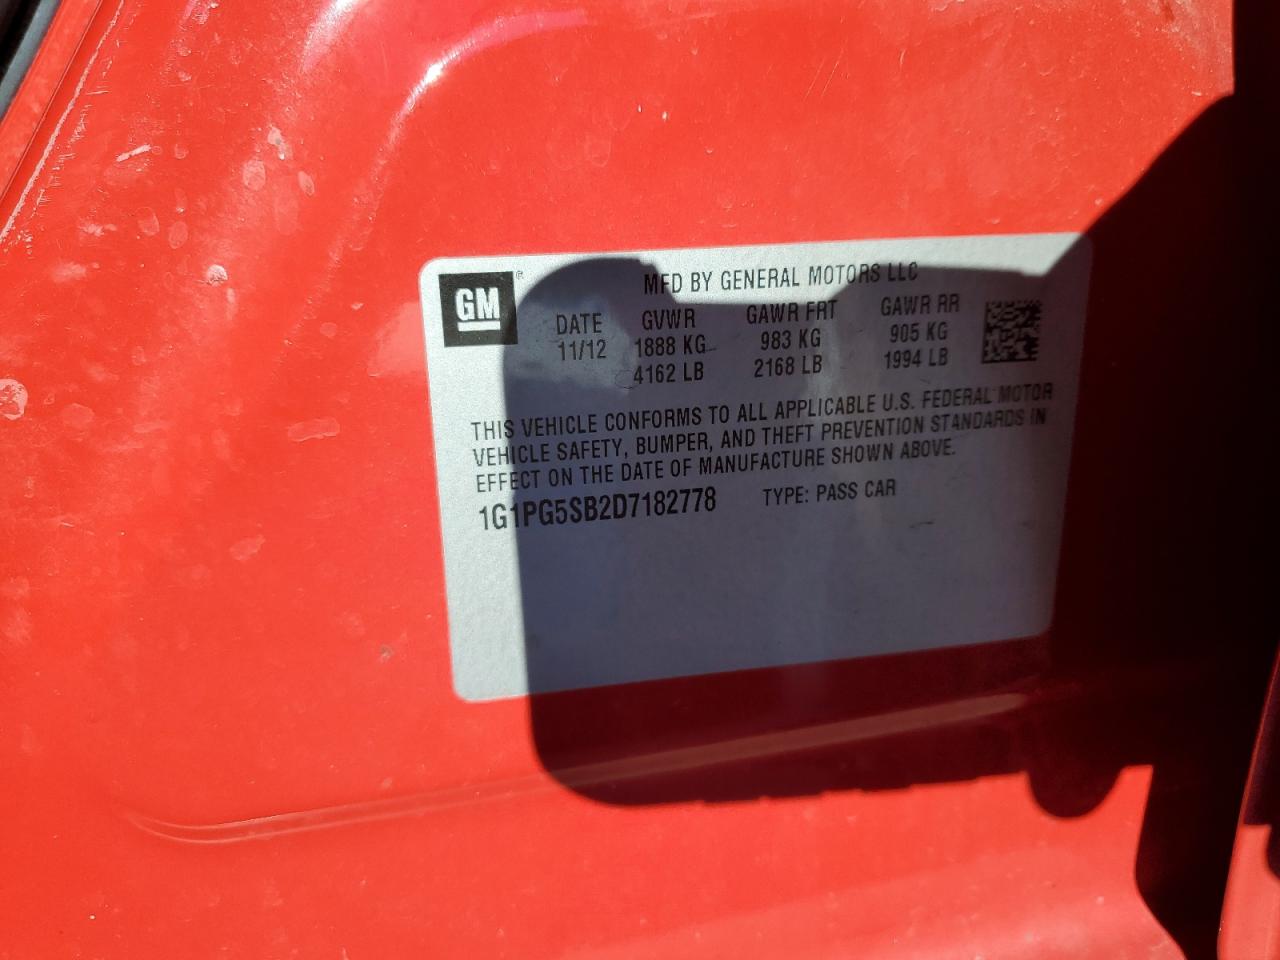 GM®
MFD BY GENERAL MOTORS LLC
DATE GVWR GAWR FRT GAWR RR
11/12 1888 KG 983 KG 905 KG
4162 LB 2168 LB 1994 LB
THIS VEHICLE CONFORMS TO ALL APPLICABLE U.S. FEDERAL MOTOR
VEHICLE SAFETY, BUMPER, AND THEFT PREVENTION STANDARDS IN
EFFECT ON THE DATE OF MANUFACTURE SHOWN ABOVE.
1G1PG5SB2D7182778 TYPE: PASS CAR